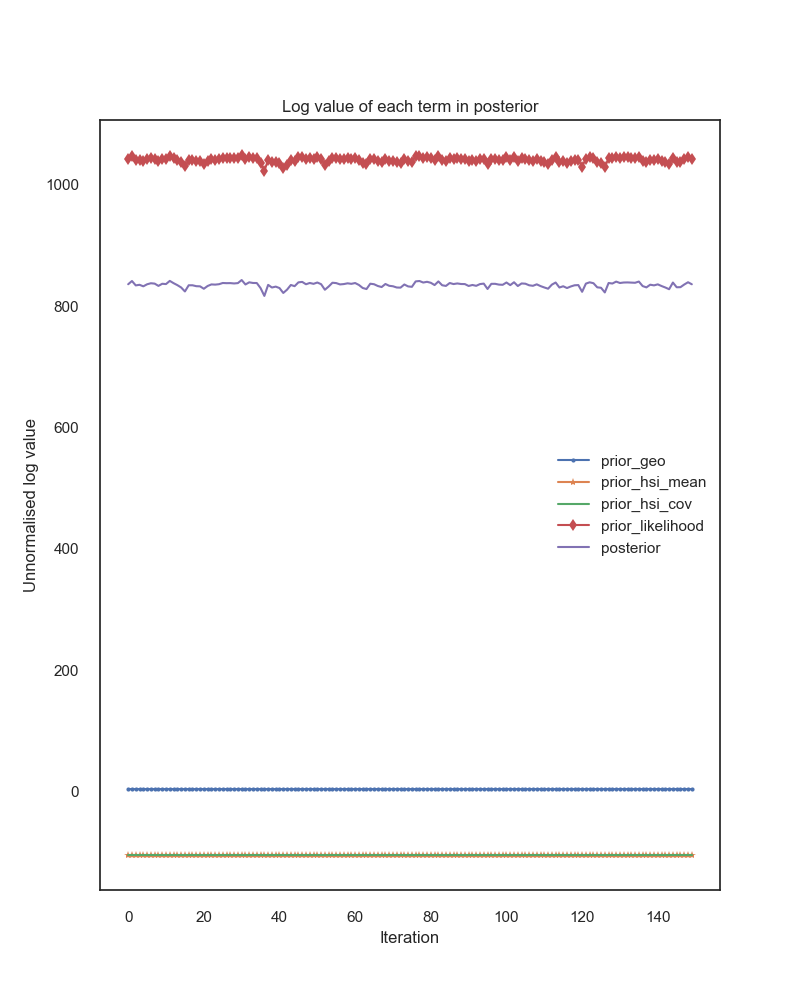 Log value of each term in posterior
Unnormalised log value
1000
800
600
400
200
0
prior_geo
prior_hsi_mean
prior_hsi_cov
prior_likelihood
posterior
0 20 40 60 80 100 120 140
Iteration